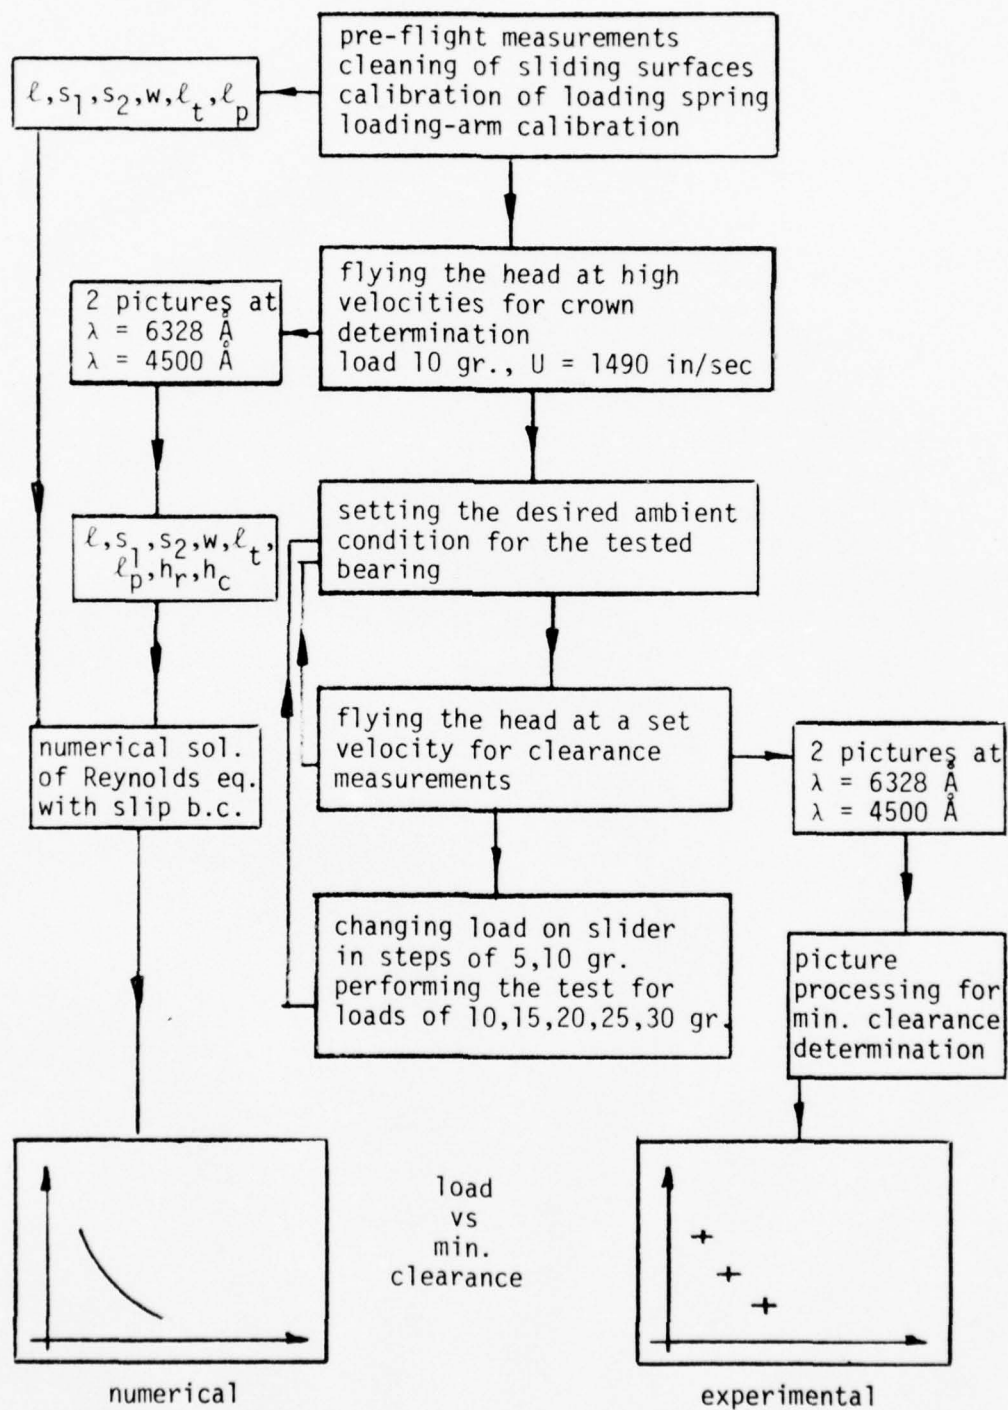 pre-flight measurements
cleaning of sliding surfaces
calibration of loading spring
loading-arm calibration
ℓ,s₁,s₂,w,ℓₜ,ℓₚ
flying the head at high
velocities for crown
determination
load 10 gr., U = 1490 in/sec
2 pictures at
λ = 6328 Å
λ = 4500 Å
setting the desired ambient
condition for the tested
bearing
ℓ,s₁,s₂,w,ℓₜ,
ℓₚ,hᵣ,h_c
flying the head at a set
velocity for clearance
measurements
2 pictures at
λ = 6328 Å
λ = 4500 Å
numerical sol.
of Reynolds eq.
with slip b.c.
changing load on slider
in steps of 5,10 gr.
performing the test for
loads of 10,15,20,25,30 gr.
picture
processing for
min. clearance
determination
load
vs
min.
clearance
numerical
experimental